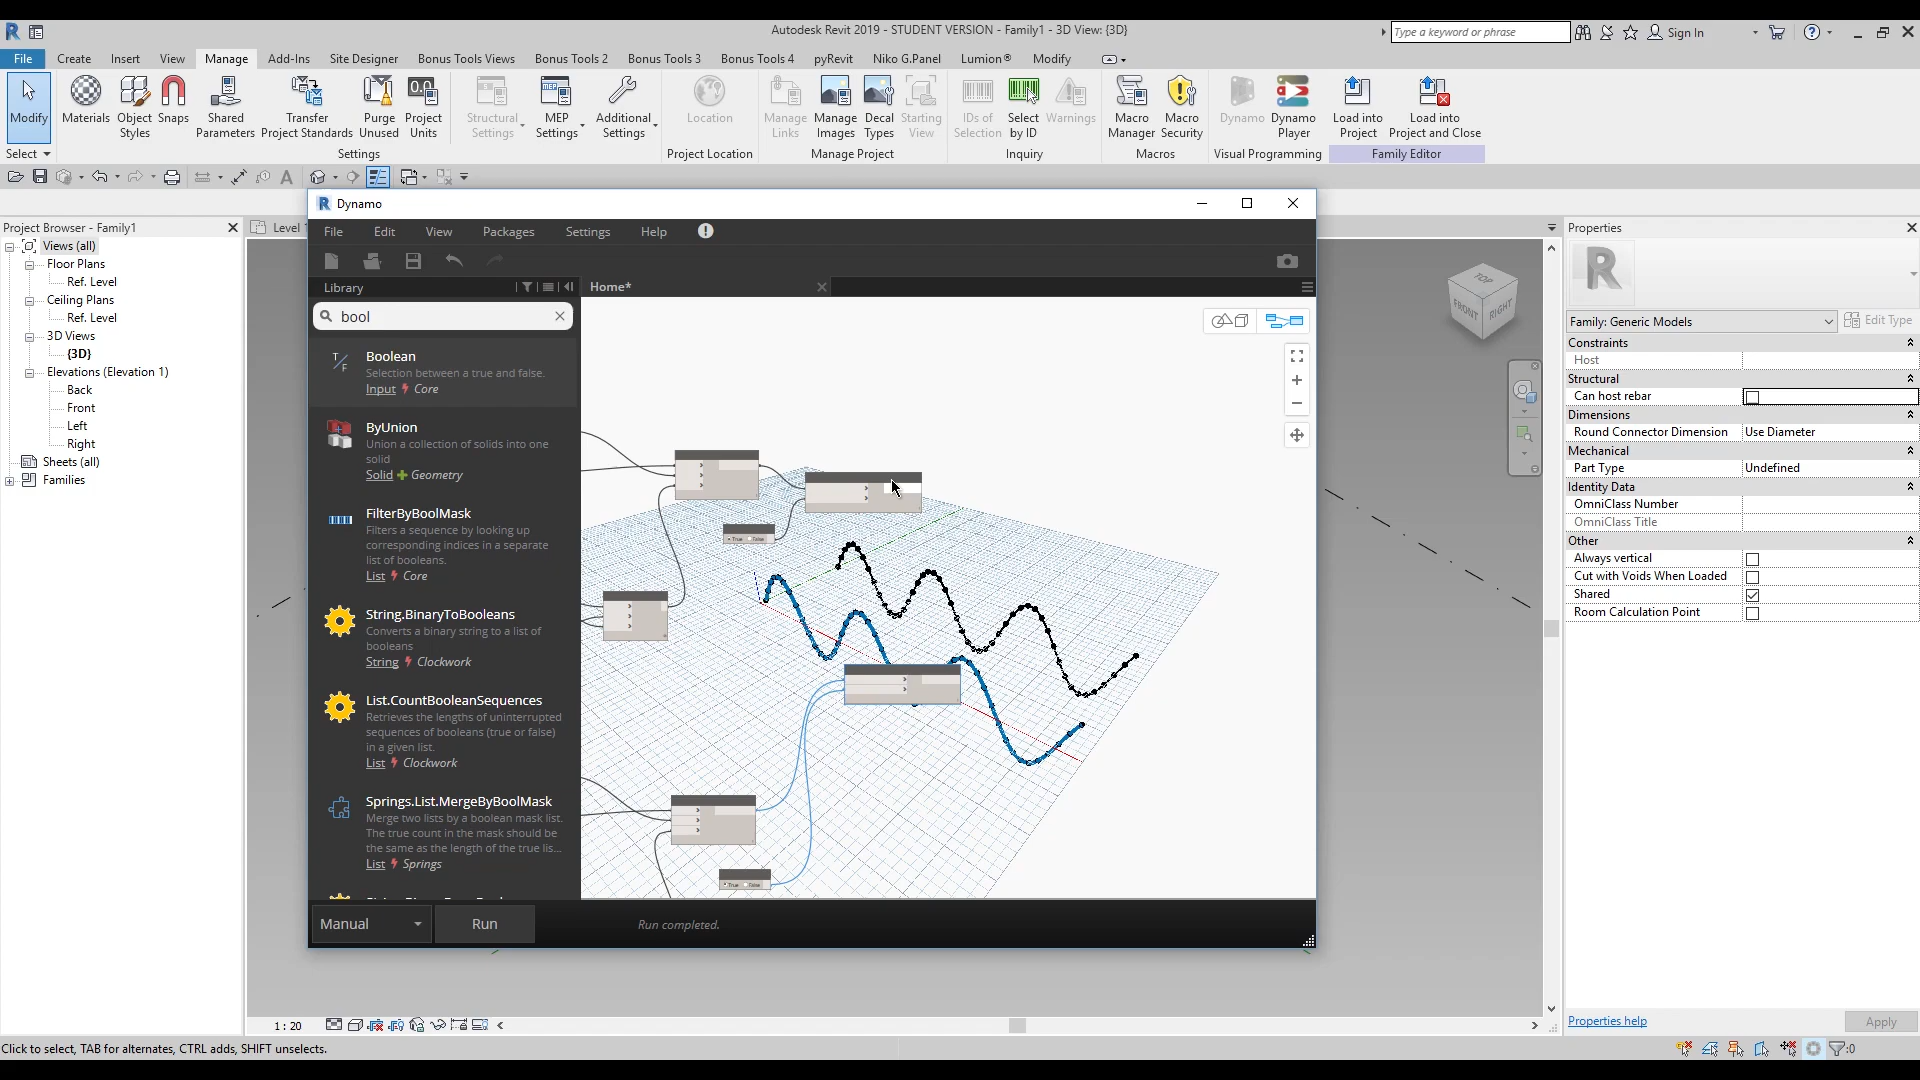 Autodesk Revit 2019 - STUDENT VERSION - Family1 - 3D View: {3D}
Type a keyword or phrase
Sign In
File Create Insert View Manage Add-Ins Site Designer Bonus Tools Views Bonus Tools 2 Bonus Tools 3 Bonus Tools 4 pyRevit Niko G.Panel Lumion® Modify
Modify
Materials
Object Styles
Snaps
Shared Parameters
Transfer Project Standards
Purge Unused
Project Units
Structural Settings
MEP Settings
Additional Settings
Location
Manage Links
Manage Images
Decal Types
Starting View
IDs of Selection
Select by ID
Warnings
Macro Manager
Macro Security
Dynamo
Dynamo Player
Load into Project
Load into Project and Close
Select Settings Project Location Manage Project Inquiry Macros Visual Programming Family Editor
Project Browser - Family1
Views (all)
Floor Plans
Ref. Level
Ceiling Plans
Ref. Level
3D Views
{3D}
Elevations (Elevation 1)
Back
Front
Left
Right
Sheets (all)
Families
Level
Dynamo
File Edit View Packages Settings Help
Library
Home*
bool
Boolean
Selection between a true and false.
Input Core
ByUnion
Union a collection of solids into one
solid
Solid Geometry
FilterByBoolMask
Filters a sequence by looking up
corresponding indices in a separate
list of booleans.
List Core
String.BinaryToBooleans
Converts a binary string to a list of
booleans
String Clockwork
List.CountBooleanSequences
Retrieves the lengths of uninterrupted
sequences of booleans (true or false)
in a given list.
List Clockwork
Springs.List.MergeByBoolMask
Merge two lists by a boolean mask list.
The true count in the mask should be
the same as the length of the true lis...
List Springs
True False
True False
Manual
Run
Run completed.
TOP
FRONT
RIGHT
Properties
Family: Generic Models
Edit Type
Constraints
Host
Structural
Can host rebar
Dimensions
Round Connector Dimension Use Diameter
Mechanical
Part Type Undefined
Identity Data
OmniClass Number
OmniClass Title
Other
Always vertical
Cut with Voids When Loaded
Shared
Room Calculation Point
Properties help
Apply
1 : 20
Click to select, TAB for alternates, CTRL adds, SHIFT unselects.
:0